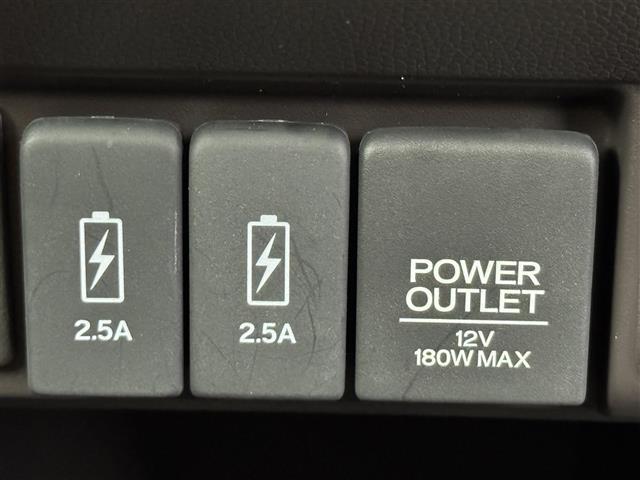 2.5A
2.5A
POWER
OUTLET
12V
180W MAX